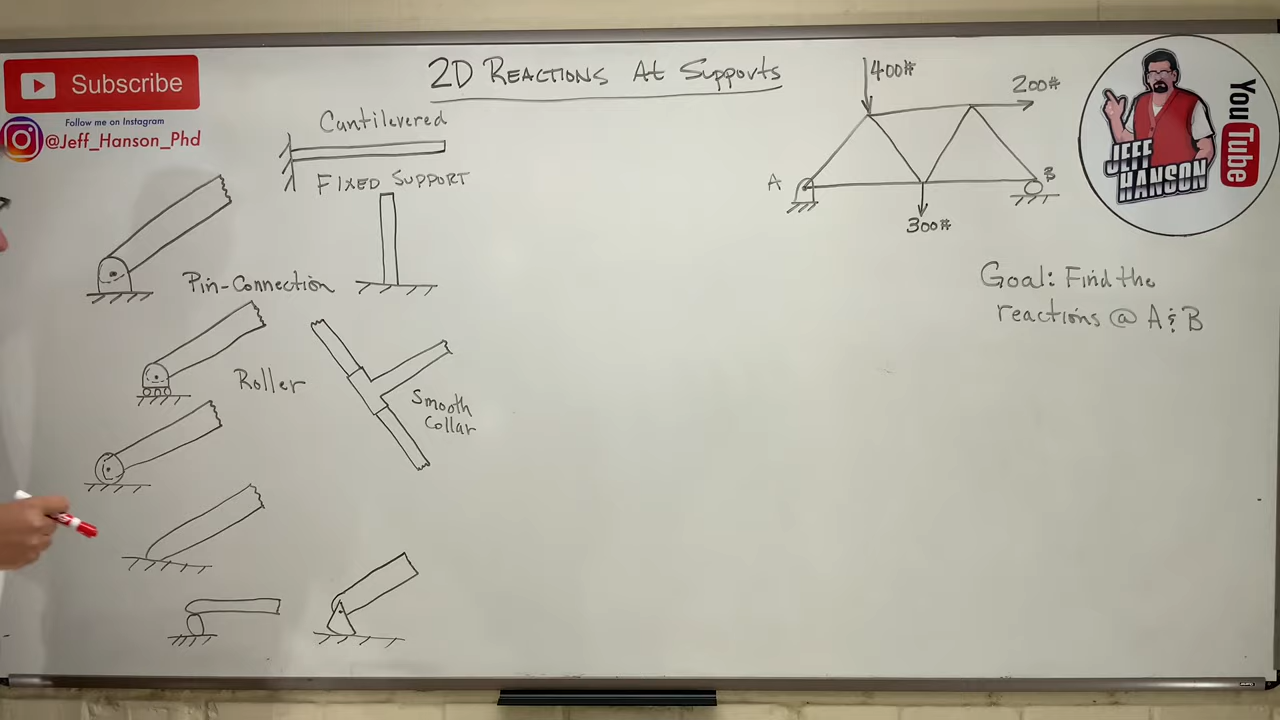 2D REACTIONS At Supports
Subscribe
Follow me on Instagram
@Jeff_Hanson_Phd
Cantilevered
FIXED SUPPORT
Pin-Connection
Roller
Smooth
Collar
400#
200#
A
B
300#
Goal: Find the
reactions @ A & B
JEFF
HANSON
YouTube